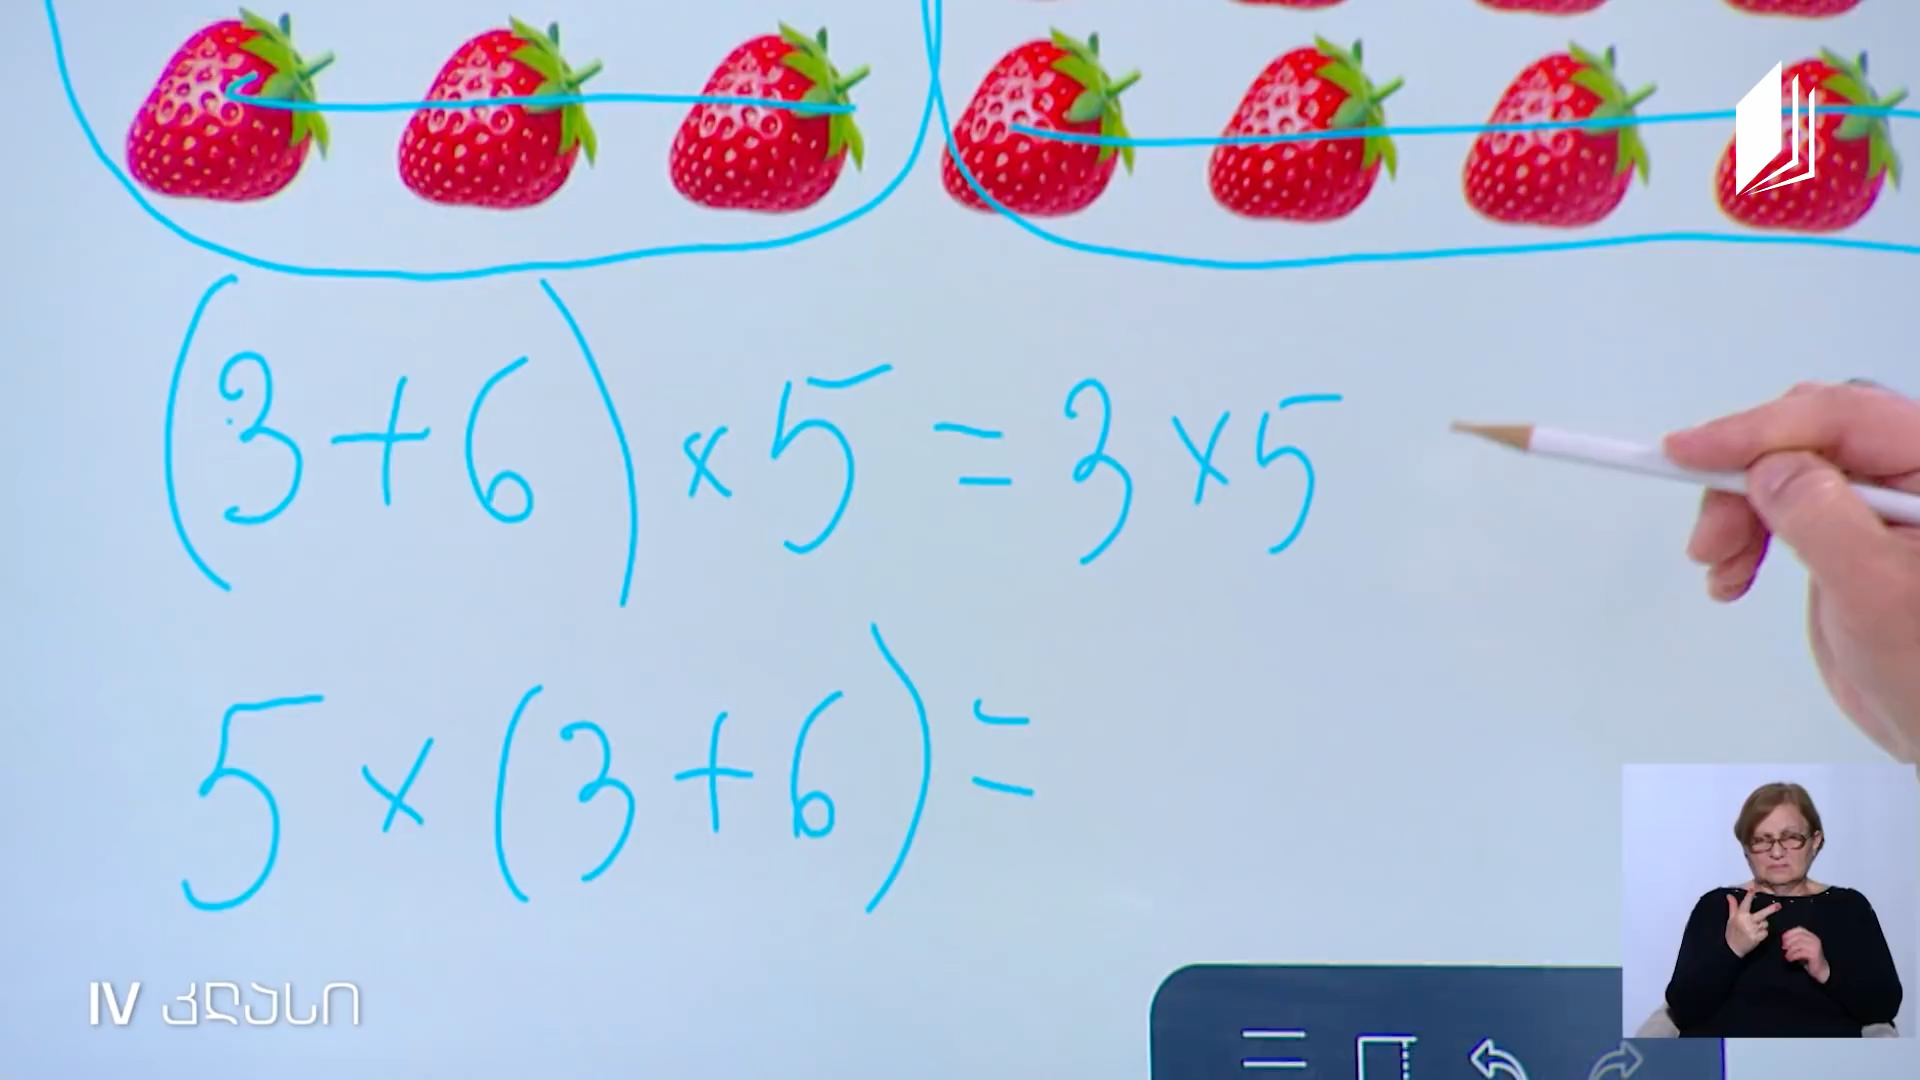 (3+6) × 5 = 3 × 5
5 × (3+6) =
IV კლასი